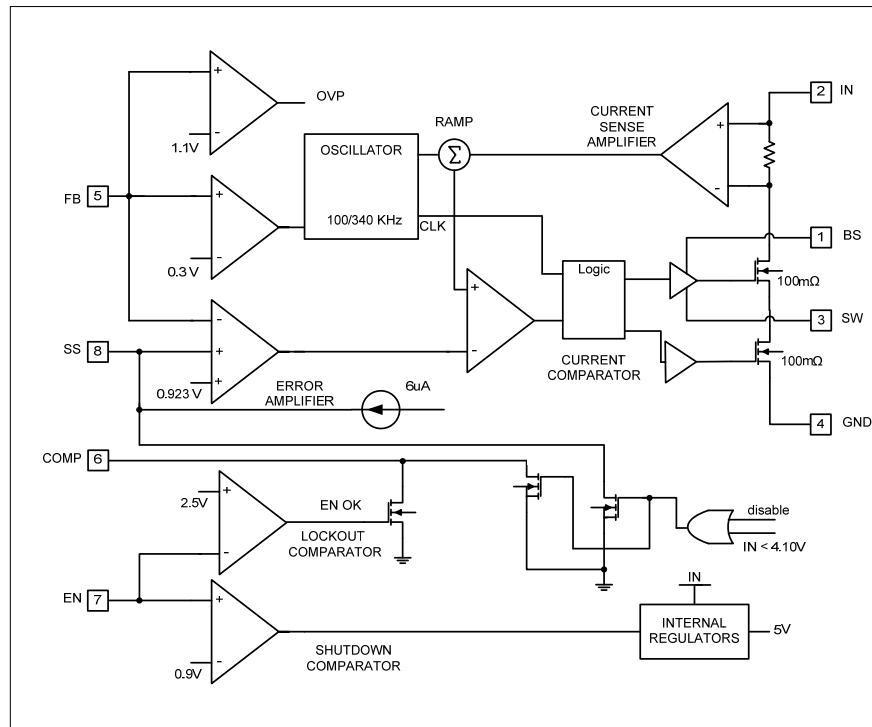 +
OVP
-
1.1V
2
IN
RAMP
CURRENT
SENSE
AMPLIFIER
+
-
OSCILLATOR
Σ
100/340 KHz
CLK
FB
5
+
-
0.3 V
1
BS
Logic
100mΩ
+
-
3
SW
-
+
+
SS
8
0.923 V
ERROR
AMPLIFIER
6uA
CURRENT
COMPARATOR
100mΩ
4
GND
COMP
6
2.5V
+
-
EN OK
LOCKOUT
COMPARATOR
disable
IN < 4.10V
IN
EN
7
+
-
0.9V
SHUTDOWN
COMPARATOR
INTERNAL
REGULATORS
5V